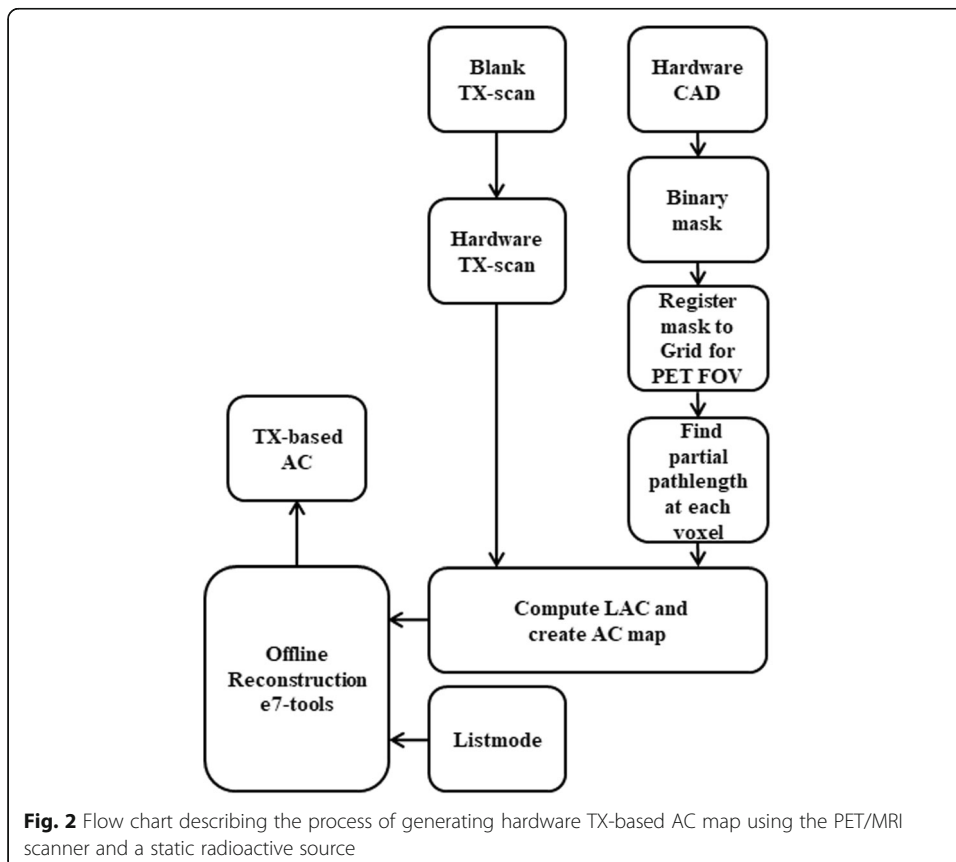 Blank
TX-scan
Hardware
CAD
Hardware
TX-scan
Binary
mask
Register
mask to
Grid for
PET FOV
TX-based
AC
Find
partial
pathlength
at each
voxel
Compute LAC and
create AC map
Offline
Reconstruction
e7-tools
Listmode
Fig. 2 Flow chart describing the process of generating hardware TX-based AC map using the PET/MRI
scanner and a static radioactive source